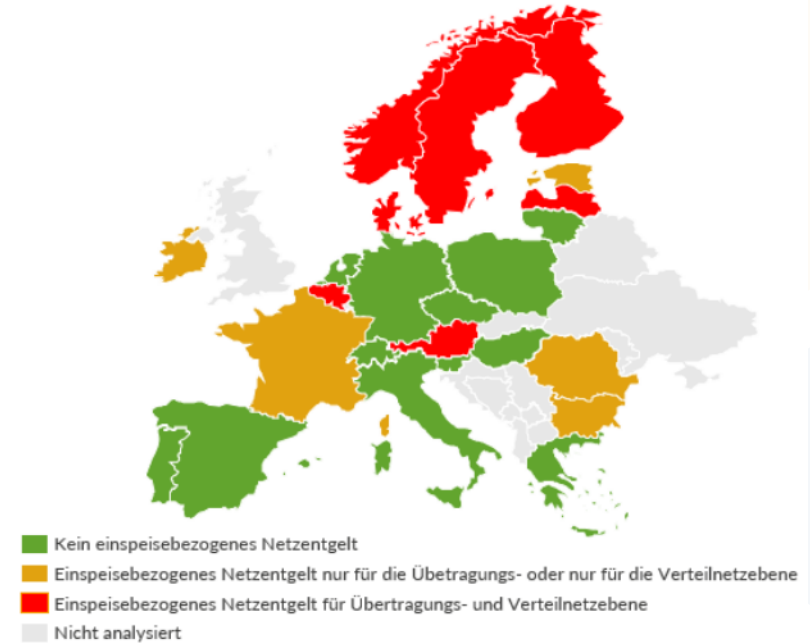 Kein einspeisebezogenes Netzentgelt
Einspeisebezogenes Netzentgelt nur für die Übetragungs- oder nur für die Verteilnetzebene
Einspeisebezogenes Netzentgelt für Übertragungs- und Verteilnetzebene
Nicht analysiert